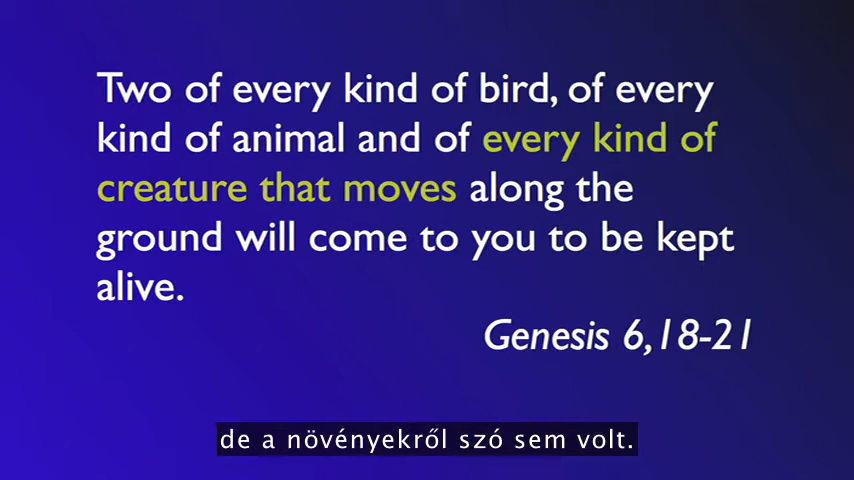 Two of every kind of bird, of every
kind of animal and of every kind of
creature that moves along the
ground will come to you to be kept
alive.
Genesis 6,18-21
de a növényekről szó sem volt.